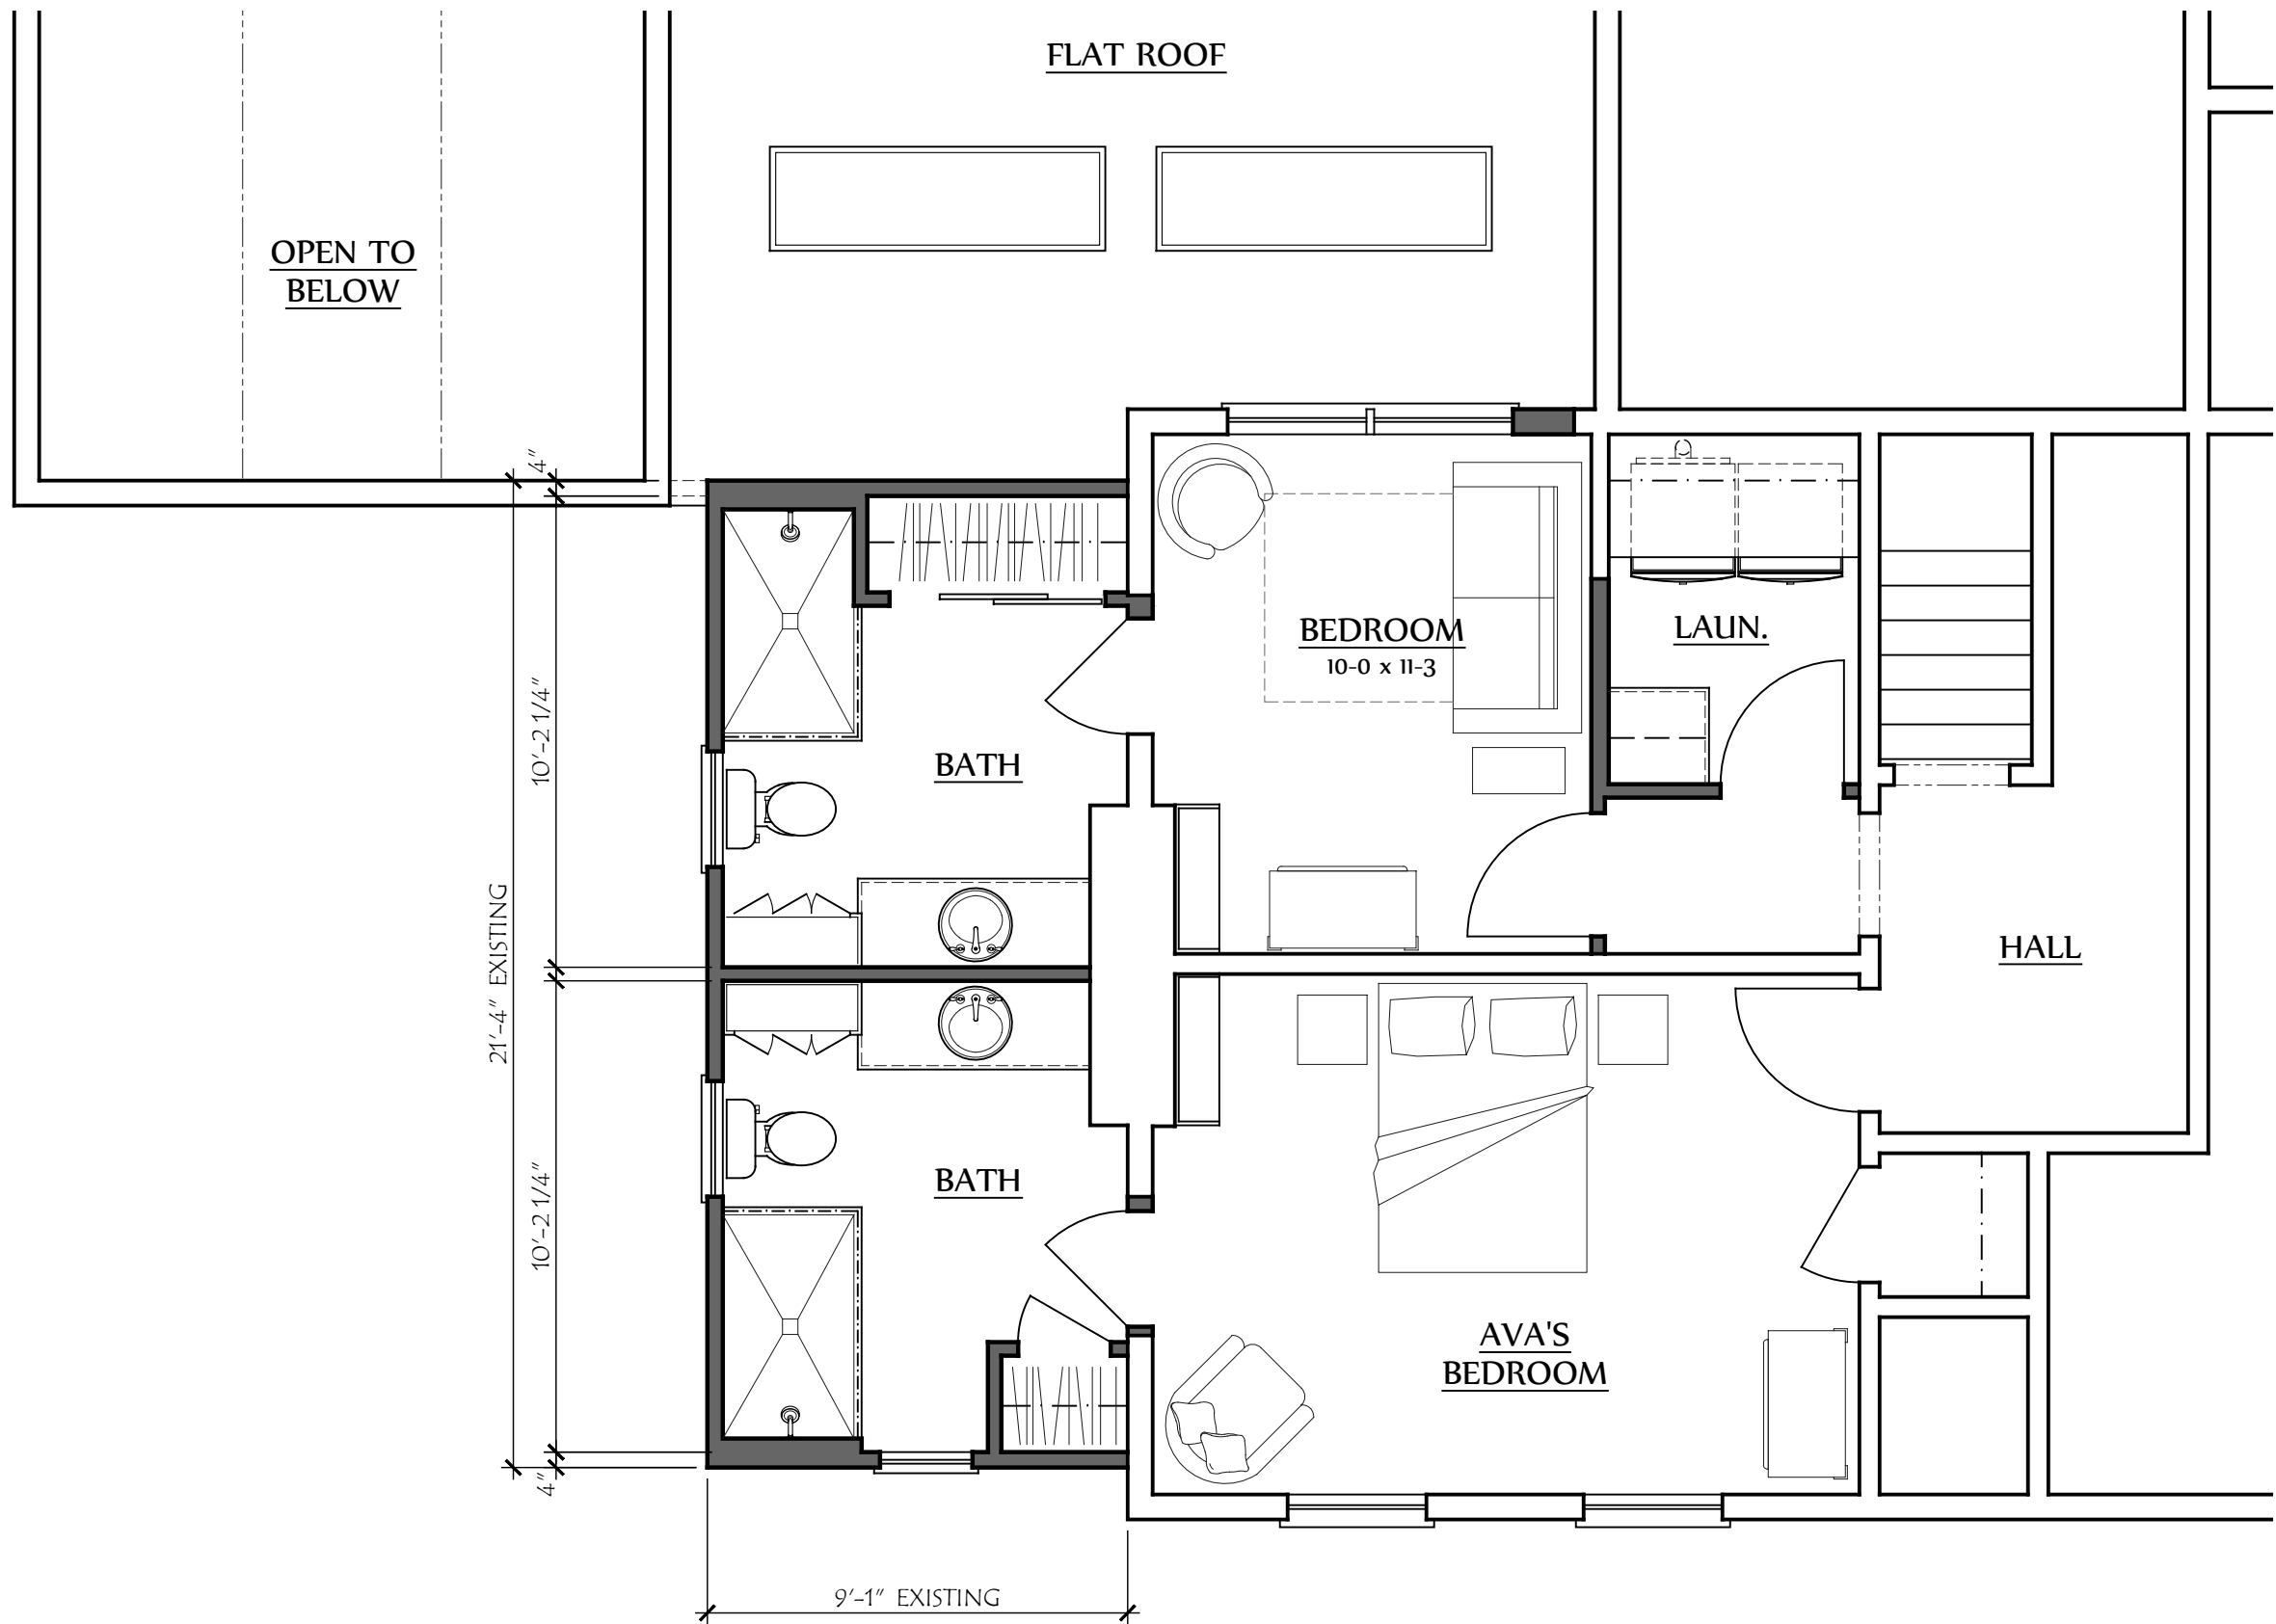 FLAT ROOF
OPEN TO
BELOW
4"
BEDROOM
10-0 x 11-3
LAUN.
10'-2 1/4"
BATH
21'-4" EXISTING
HALL
10'-2 1/4"
BATH
AVA'S
BEDROOM
4"
9'-1" EXISTING